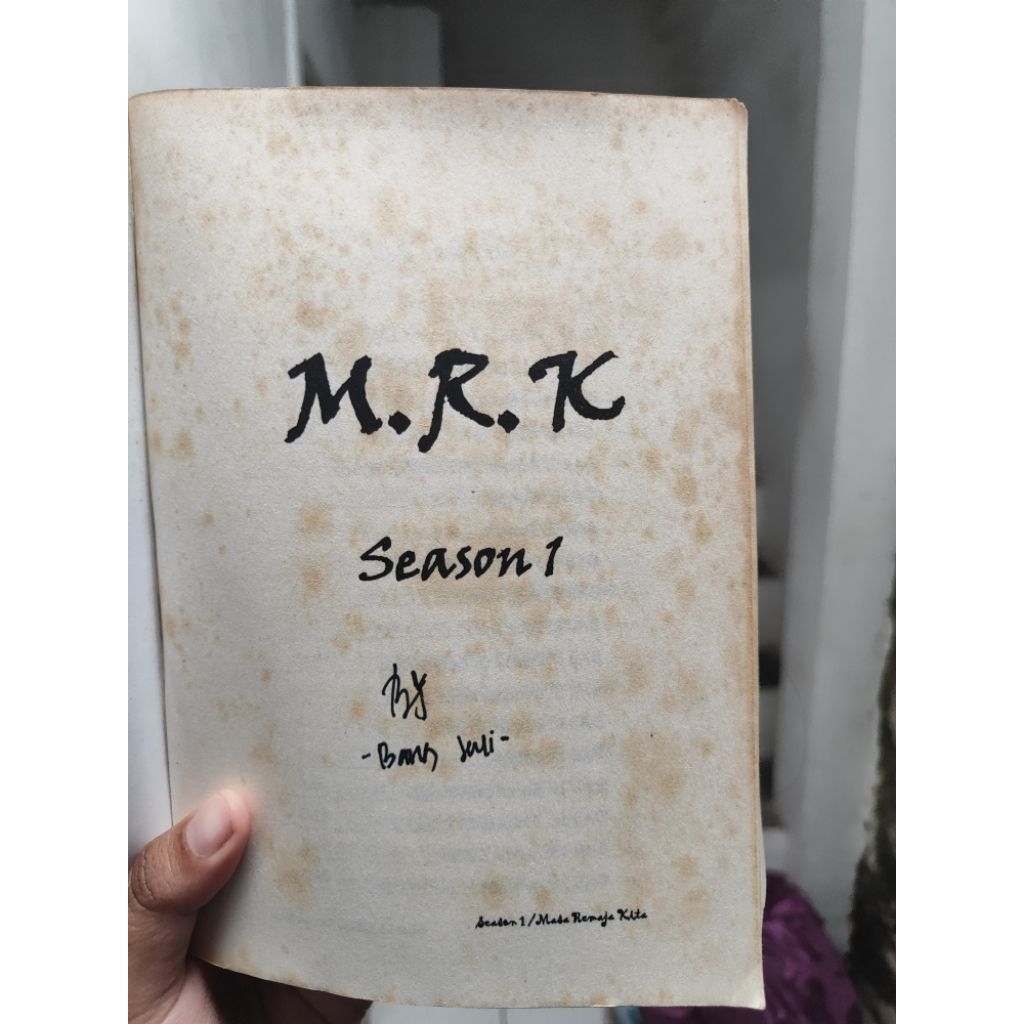 M.R.K
Season 1
-Bang Juli-
Season 1/Masa Remaja Kita